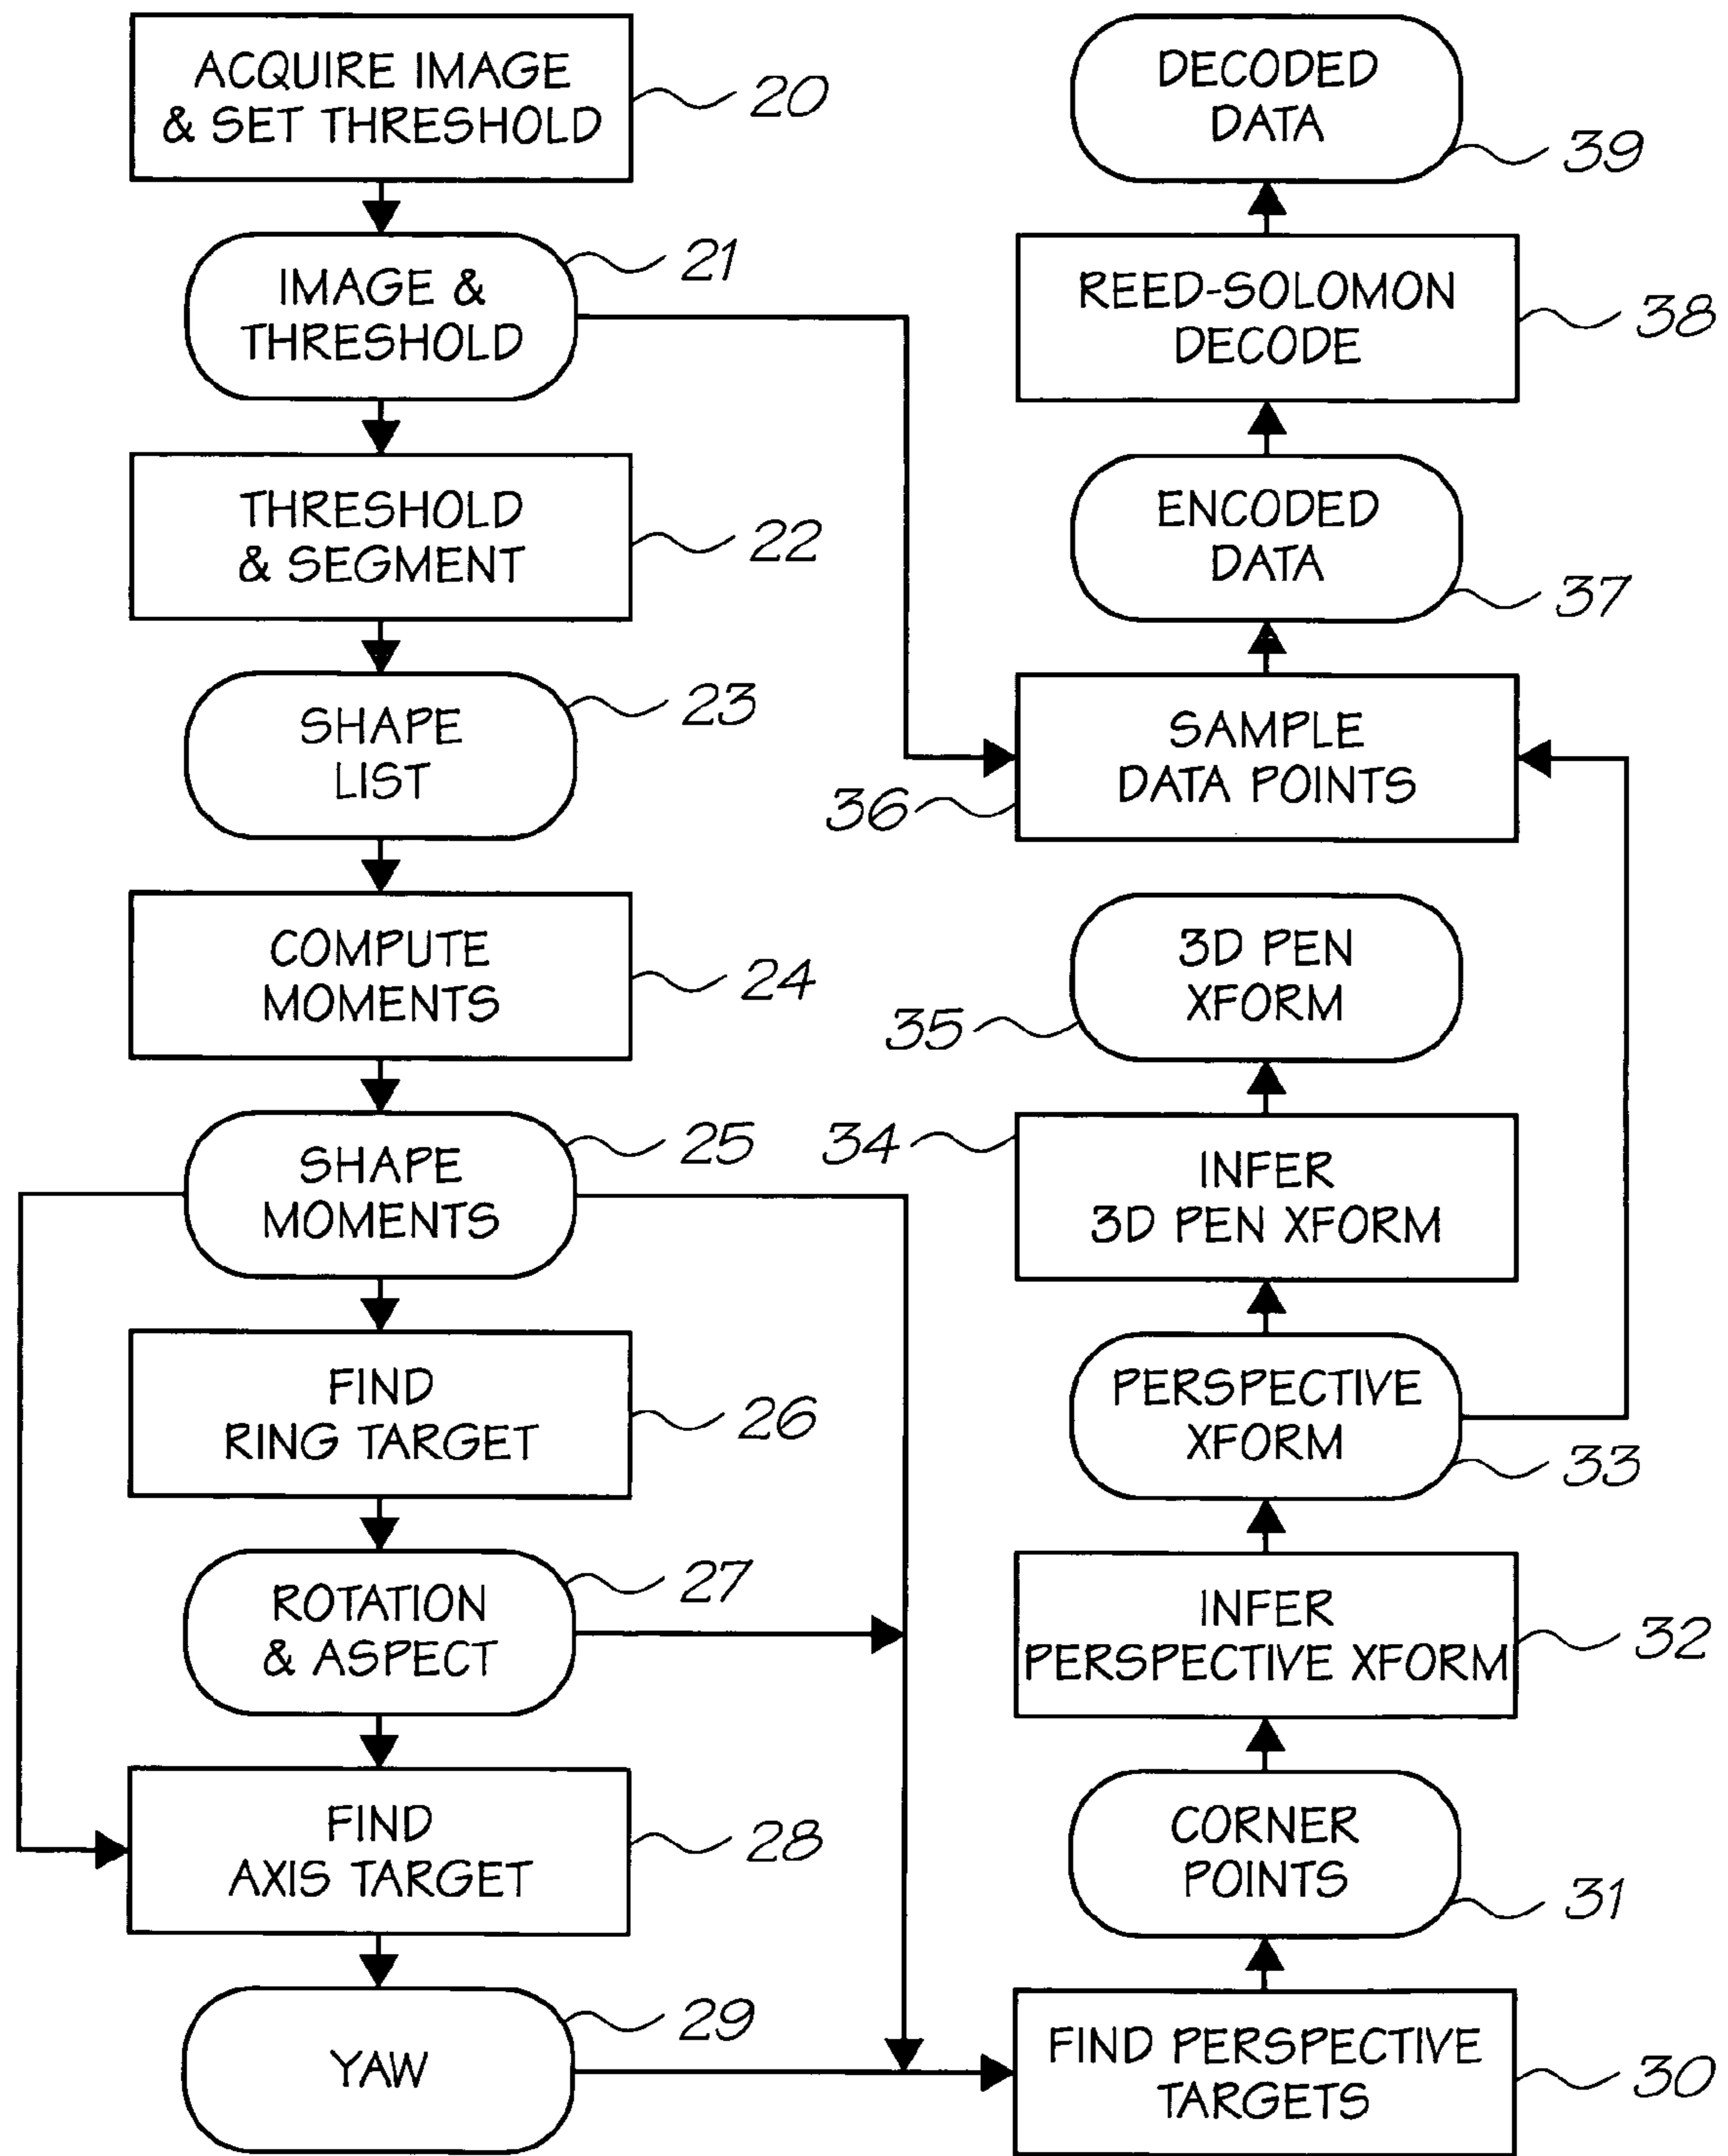 ACQUIRE IMAGE
& SET THRESHOLD
20
IMAGE &
THRESHOLD
21
THRESHOLD
& SEGMENT
22
SHAPE
LIST
23
COMPUTE
MOMENTS
24
SHAPE
MOMENTS
25
FIND
RING TARGET
26
ROTATION
& ASPECT
27
FIND
AXIS TARGET
28
YAW
29
DECODED
DATA
39
REED-SOLOMON
DECODE
38
ENCODED
DATA
37
SAMPLE
DATA POINTS
36
3D PEN
XFORM
35
34
INFER
3D PEN XFORM
PERSPECTIVE
XFORM
33
INFER
PERSPECTIVE XFORM
32
CORNER
POINTS
31
FIND PERSPECTIVE
TARGETS
30